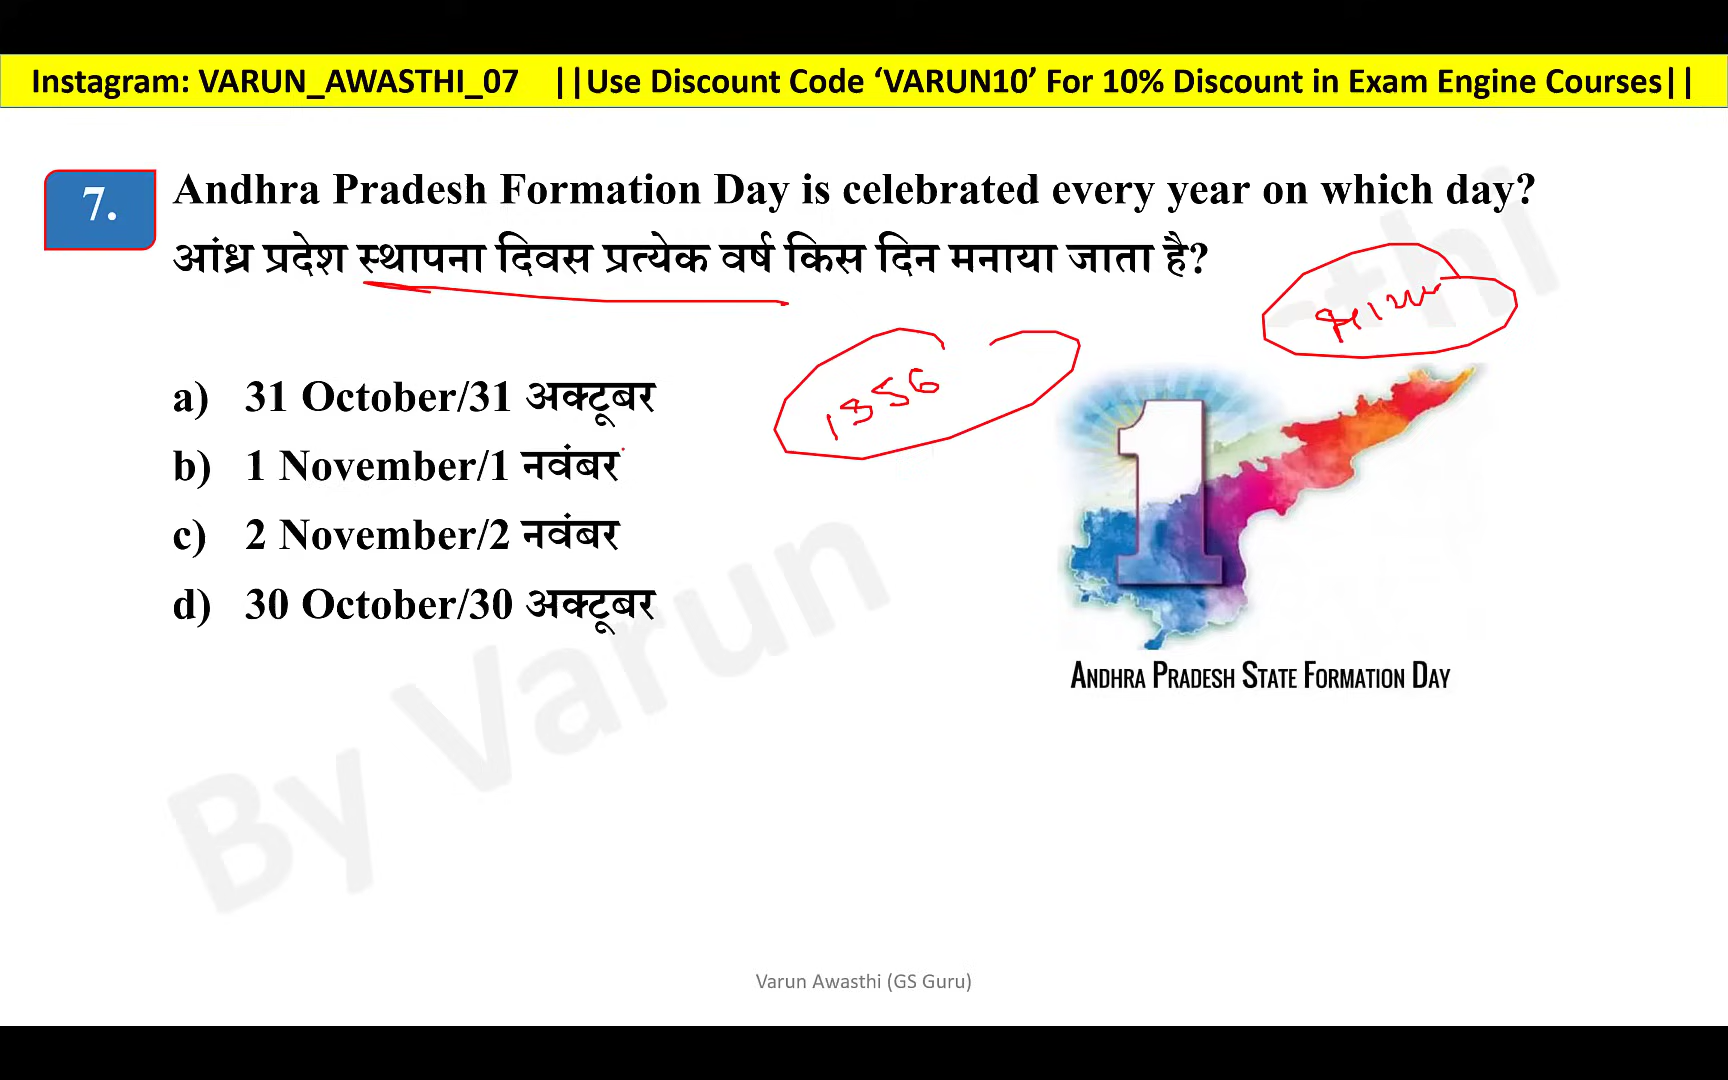 Instagram: VARUN_AWASTHI_07 ||Use Discount Code ‘VARUN10’ For 10% Discount in Exam Engine Courses||
7. Andhra Pradesh Formation Day is celebrated every year on which day?
आंध्र प्रदेश स्थापना दिवस प्रत्येक वर्ष किस दिन मनाया जाता है?
a) 31 October/31 अक्टूबर
b) 1 November/1 नवंबर
c) 2 November/2 नवंबर
d) 30 October/30 अक्टूबर
1956
1
ANDHRA PRADESH STATE FORMATION DAY
By Varun
Varun Awasthi (GS Guru)